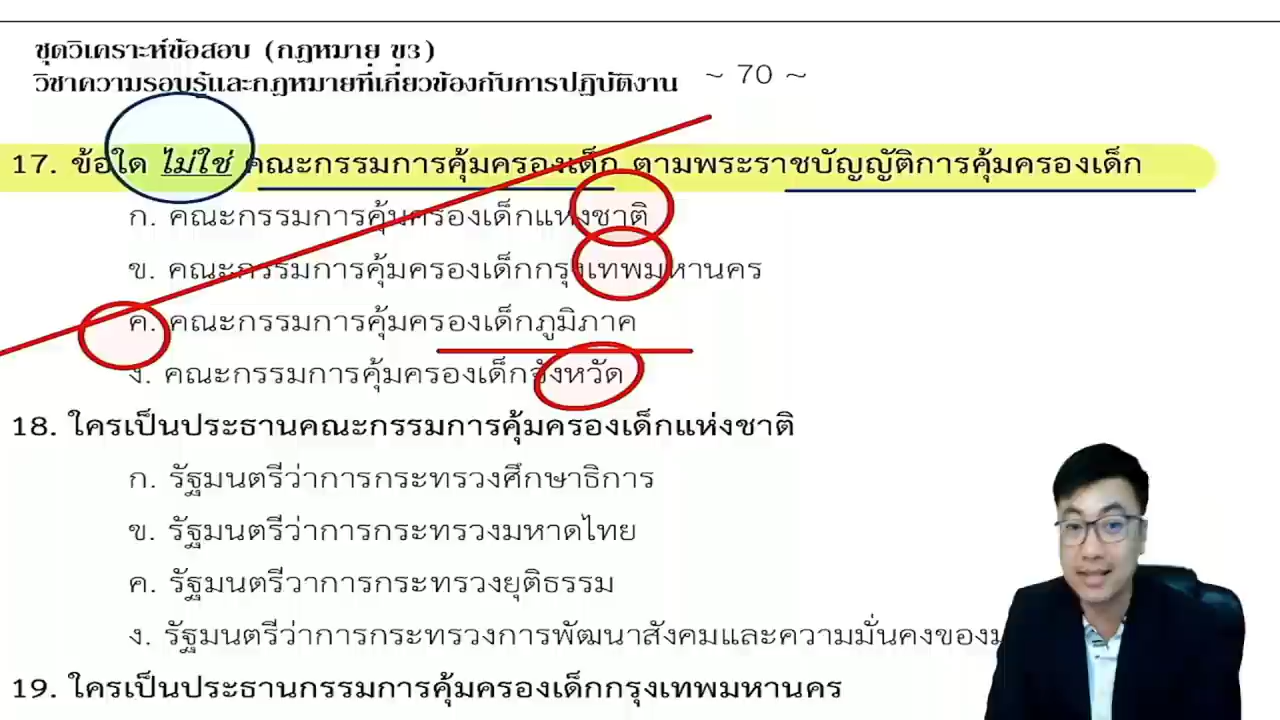 ชุดวิเคราะห์ข้อสอบ (กฎหมาย ข3)
วิชาความรอบรู้และกฎหมายที่เกี่ยวข้องกับการปฏิบัติงาน ~ 70 ~
17. ข้อใด ไม่ใช่ คณะกรรมการคุ้มครองเด็ก ตามพระราชบัญญัติการคุ้มครองเด็ก
ก. คณะกรรมการคุ้มครองเด็กแห่งชาติ
ข. คณะกรรมการคุ้มครองเด็กกรุงเทพมหานคร
ค. คณะกรรมการคุ้มครองเด็กภูมิภาค
ง. คณะกรรมการคุ้มครองเด็กจังหวัด
18. ใครเป็นประธานคณะกรรมการคุ้มครองเด็กแห่งชาติ
ก. รัฐมนตรีว่าการกระทรวงศึกษาธิการ
ข. รัฐมนตรีว่าการกระทรวงมหาดไทย
ค. รัฐมนตรีวาการกระทรวงยุติธรรม
ง. รัฐมนตรีว่าการกระทรวงการพัฒนาสังคมและความมั่นคงของ
19. ใครเป็นประธานกรรมการคุ้มครองเด็กกรุงเทพมหานคร